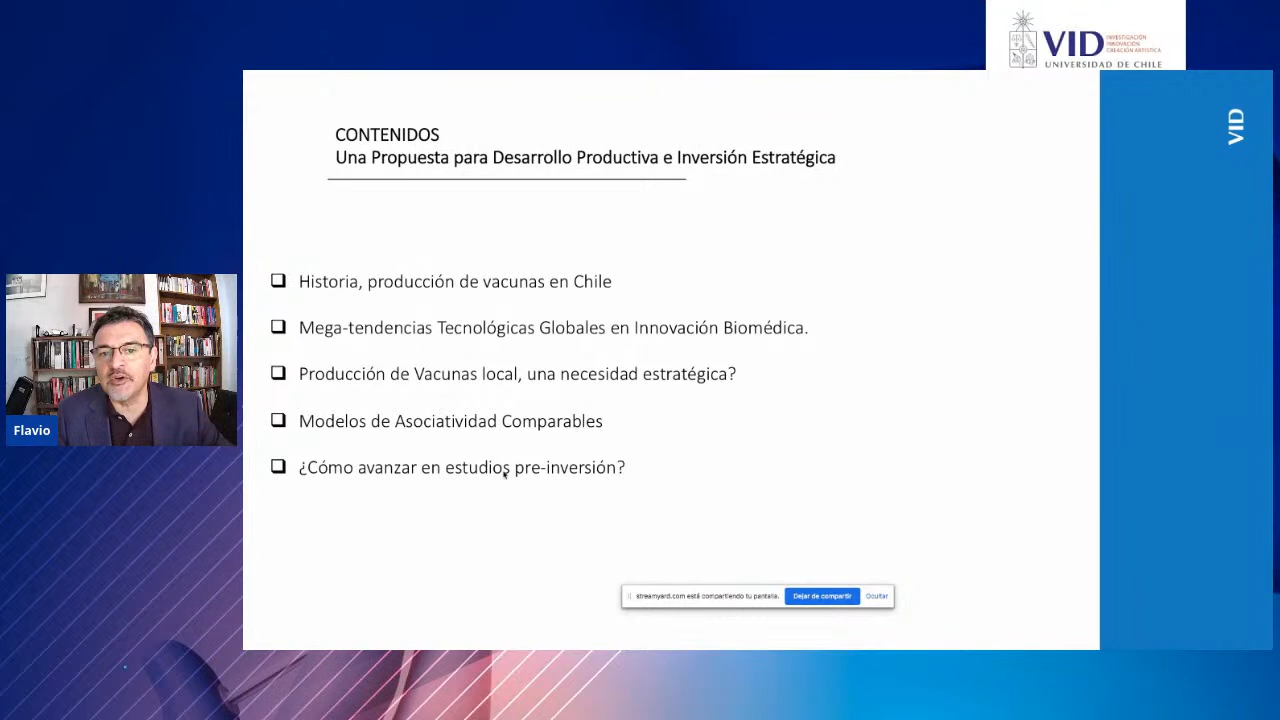 VID
INVESTIGACIÓN
INNOVACIÓN
CREACIÓN ARTÍSTICA
UNIVERSIDAD DE CHILE
VID
CONTENIDOS
Una Propuesta para Desarrollo Productiva e Inversión Estratégica
Historia, producción de vacunas en Chile
Mega-tendencias Tecnológicas Globales en Innovación Biomédica.
Producción de Vacunas local, una necesidad estratégica?
Modelos de Asociatividad Comparables
¿Cómo avanzar en estudios pre-inversión?
Flavio
streamyard.com está compartiendo tu pantalla. Dejar de compartir Ocultar